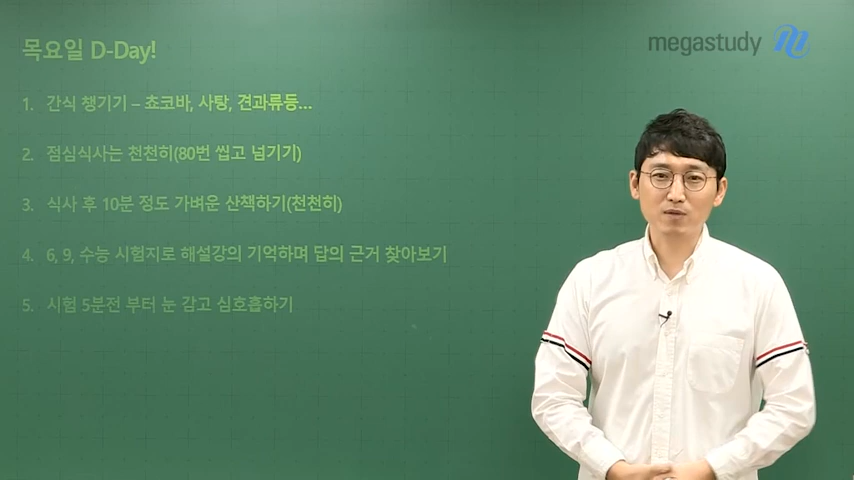 목요일 D-Day!
megastudy
1. 간식 챙기기 – 쵸코바, 사탕, 견과류등...
2. 점심식사는 천천히(80번 씹고 넘기기)
3. 식사 후 10분 정도 가벼운 산책하기(천천히)
4. 6, 9, 수능 시험지로 해설강의 기억하며 답의 근거 찾아보기
5. 시험 5분전 부터 눈 감고 심호흡하기